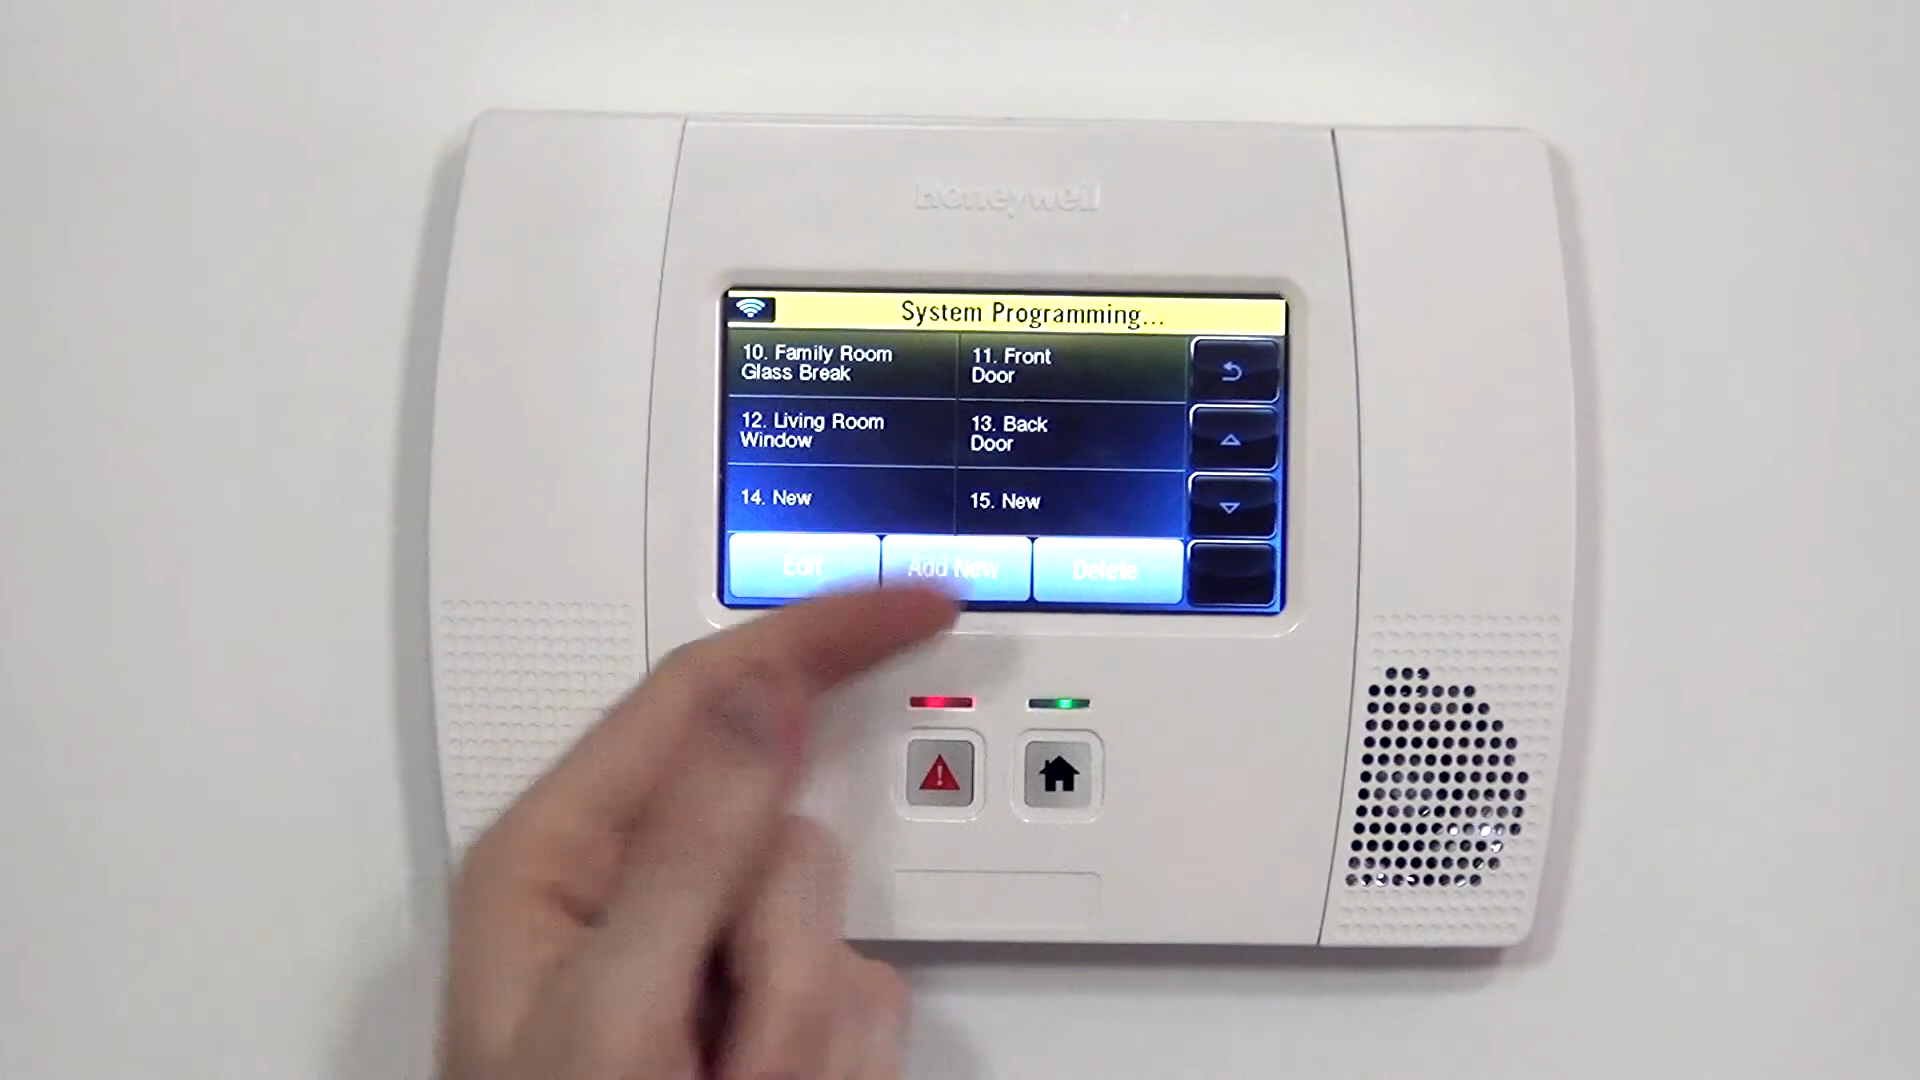 Honeywell
System Programming...
10. Family Room
Glass Break
11. Front
Door
12. Living Room
Window
13. Back
Door
14. New
15. New
Edit
Add New
Delete